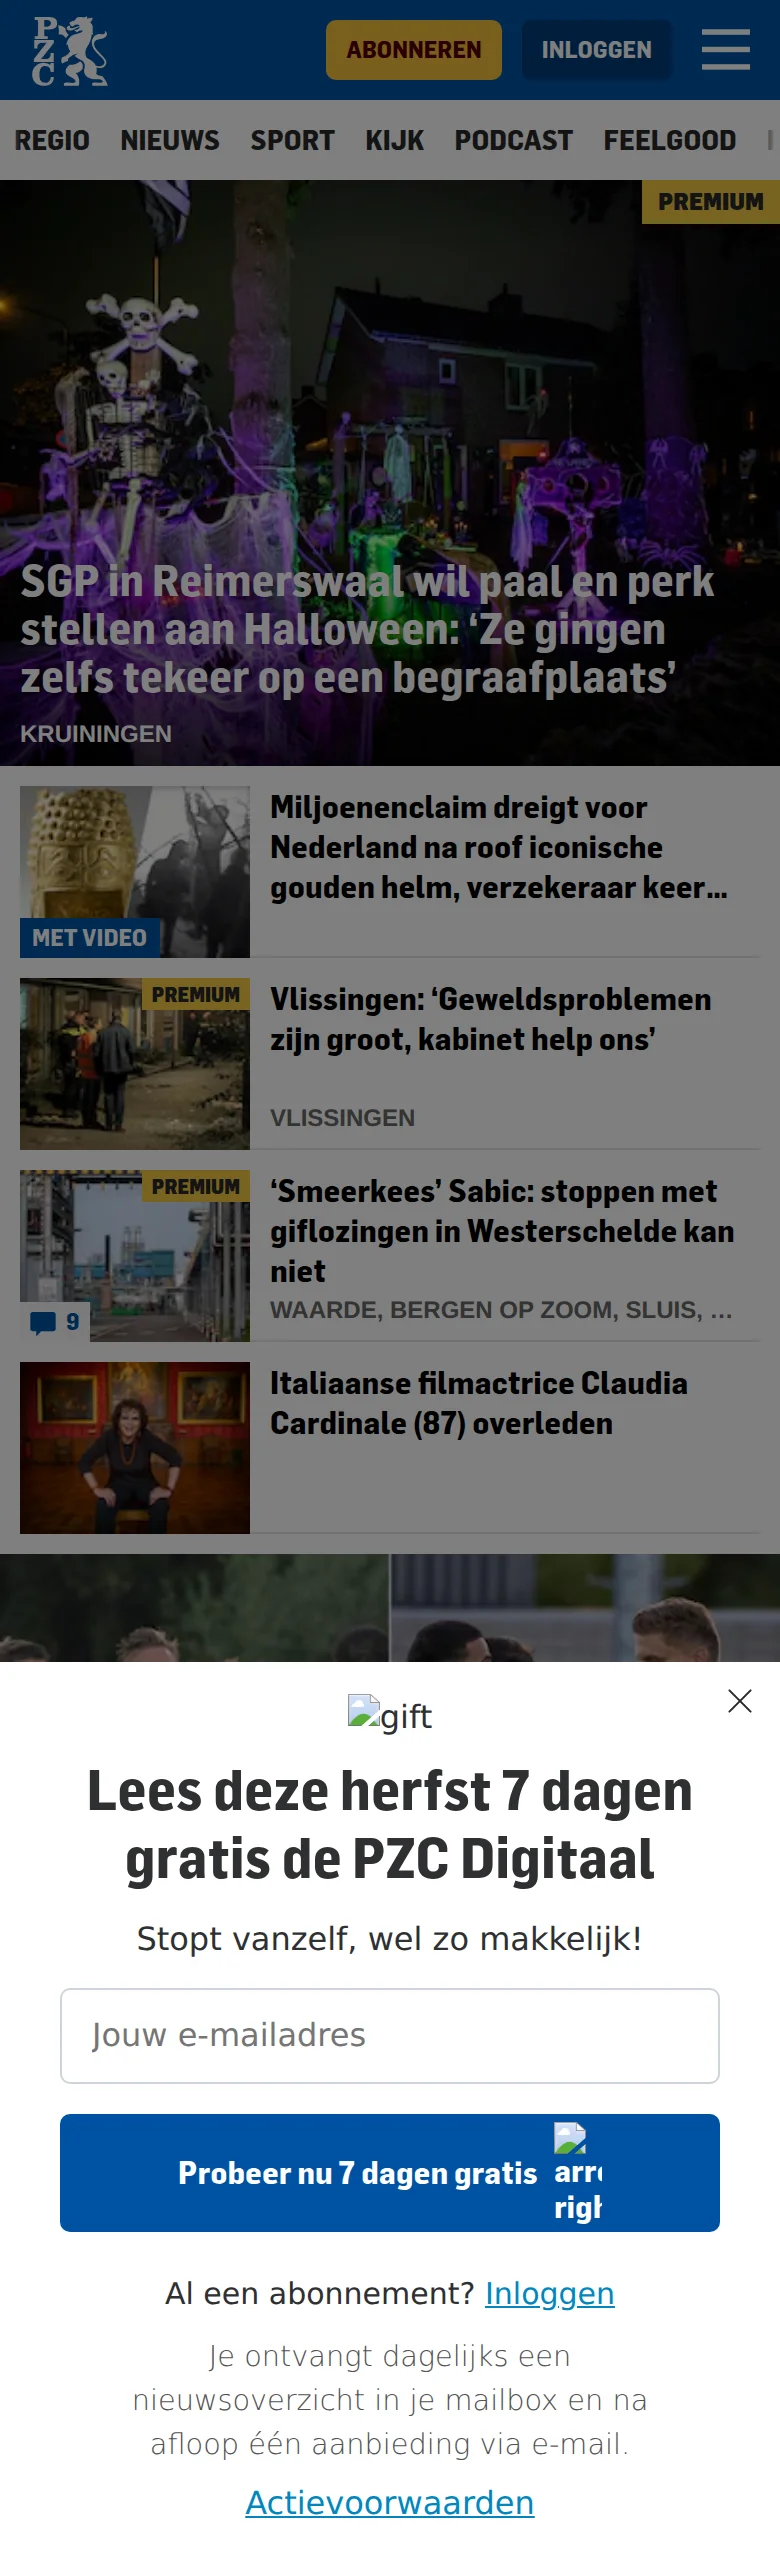 P
Z
C
ABONNEREN
INLOGGEN
REGIO NIEUWS SPORT KIJK PODCAST FEELGOOD
PREMIUM
SGP in Reimerswaal wil paal en perk
stellen aan Halloween: ‘Ze gingen
zelfs tekeer op een begraafplaats’
KRUININGEN
MET VIDEO
Miljoenenclaim dreigt voor
Nederland na roof iconische
gouden helm, verzekeraar keer...
PREMIUM
Vlissingen: ‘Geweldsproblemen
zijn groot, kabinet help ons’
VLISSINGEN
PREMIUM
9
‘Smeerkees’ Sabic: stoppen met
giflozingen in Westerschelde kan
niet
WAARDE, BERGEN OP ZOOM, SLUIS, ...
Italiaanse filmactrice Claudia
Cardinale (87) overleden
gift
Lees deze herfst 7 dagen
gratis de PZC Digitaal
Stopt vanzelf, wel zo makkelijk!
Jouw e-mailadres
Probeer nu 7 dagen gratis
Al een abonnement? Inloggen
Je ontvangt dagelijks een
nieuwsoverzicht in je mailbox en na
afloop één aanbieding via e-mail.
Actievoorwaarden